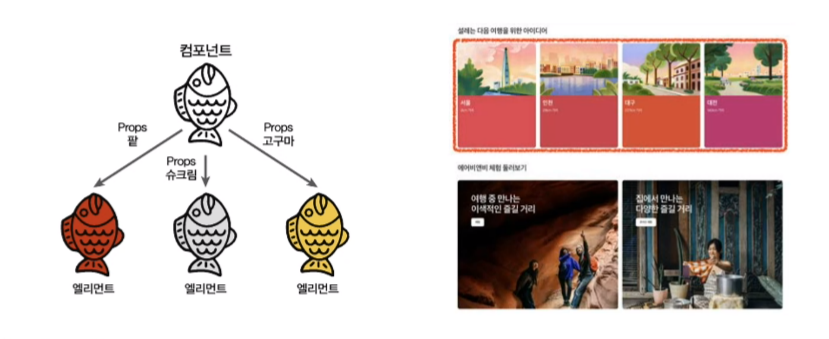 컴포넌트
Props
팥
Props
슈크림
Props
고구마
엘리먼트
엘리먼트
엘리먼트
설레는 다음 여행을 위한 아이디어
서울
인천
대구
대전
에어비앤비 체험 둘러보기
여행 중 만나는
이색적인 즐길 거리
집에서 만나는
다양한 즐길 거리